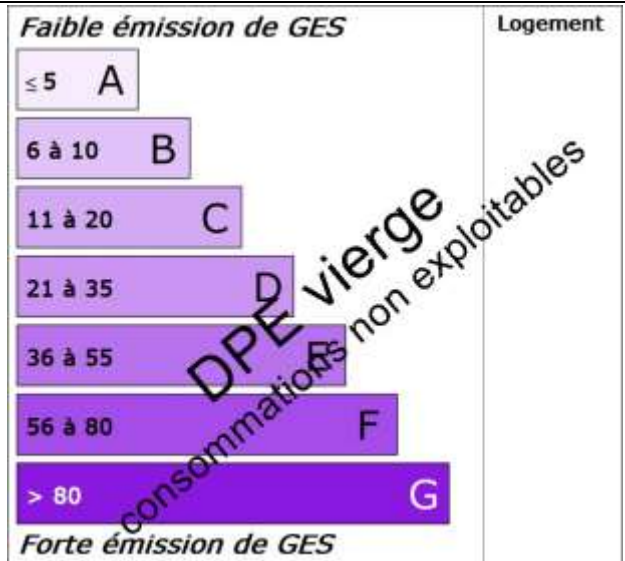 Faible émission de GES
Logement
≤ 5 A
6 à 10 B
11 à 20 C
21 à 35 D
36 à 55 E
56 à 80 F
> 80 G
Forte émission de GES
DPE vierge
consommations non exploitables